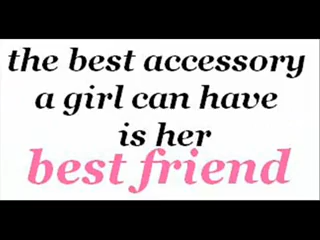 the best accessory
a girl can have
is her
best friend